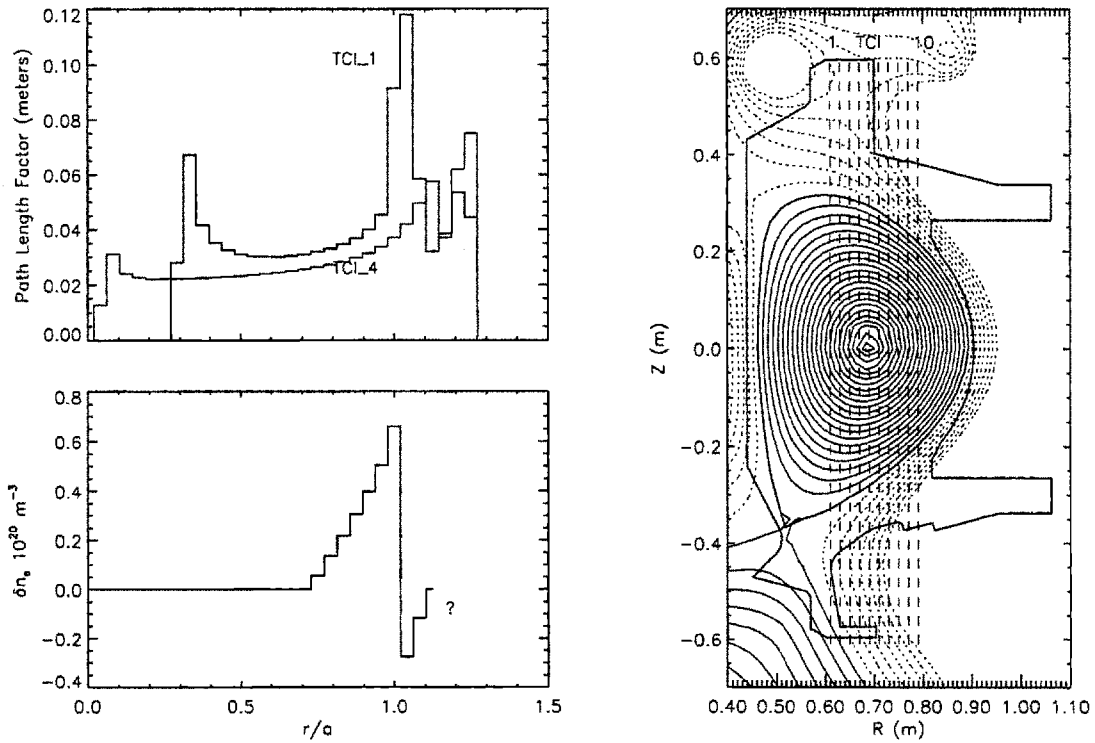 0.12
0.10
0.08
0.06
0.04
0.02
0.00
Path Length Factor (meters)
TCI_1
TCI_4
0.8
0.6
0.4
0.2
0.0
−0.2
−0.4
δnₑ 10²⁰ m⁻³
?
0.0 0.5 1.0 1.5
r/a
1 TCI 10
0.6
0.4
0.2
0.0
−0.2
−0.4
−0.6
Z (m)
0.40 0.50 0.60 0.70 0.80 0.90 1.00 1.10
R (m)